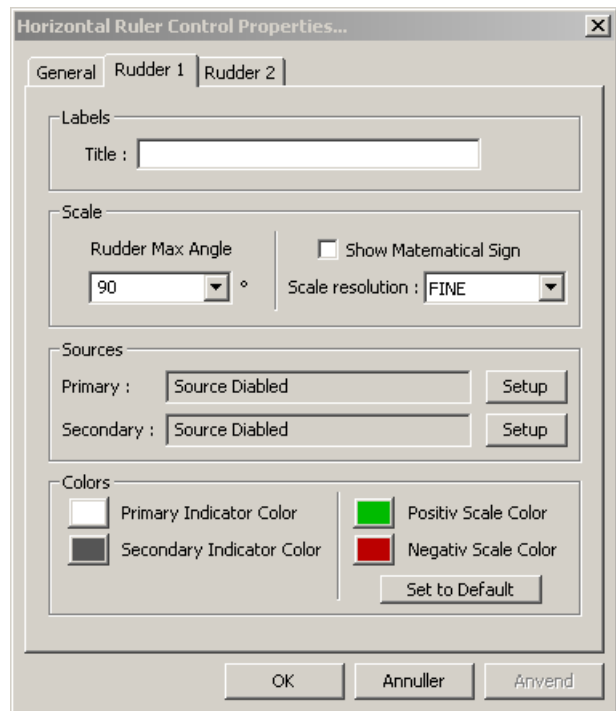 Horizontal Ruler Control Properties...
General Rudder 1 Rudder 2
Labels
Title :
Scale
Rudder Max Angle
Show Matematical Sign
90 °
Scale resolution : FINE
Sources
Primary : Source Diabled Setup
Secondary : Source Diabled Setup
Colors
Primary Indicator Color Positiv Scale Color
Secondary Indicator Color Negativ Scale Color
Set to Default
OK Annuller Anvend